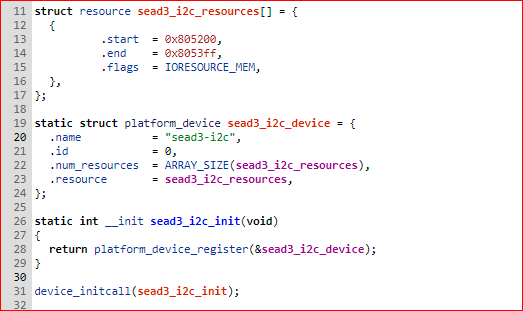 11 struct resource sead3_i2c_resources[] = {
12   {
13           .start  = 0x805200,
14           .end    = 0x8053ff,
15           .flags  = IORESOURCE_MEM,
16   },
17 };
18
19 static struct platform_device sead3_i2c_device = {
20   .name           = "sead3-i2c",
21   .id             = 0,
22   .num_resources  = ARRAY_SIZE(sead3_i2c_resources),
23   .resource       = sead3_i2c_resources,
24 };
25
26 static int __init sead3_i2c_init(void)
27 {
28   return platform_device_register(&sead3_i2c_device);
29 }
30
31 device_initcall(sead3_i2c_init);
32